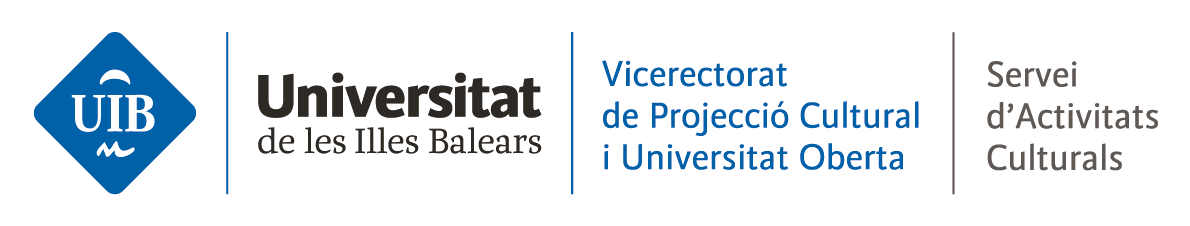 UIB
Universitat
de les Illes Balears
Vicerectorat
de Projecció Cultural
i Universitat Oberta
Servei
d’Activitats
Culturals